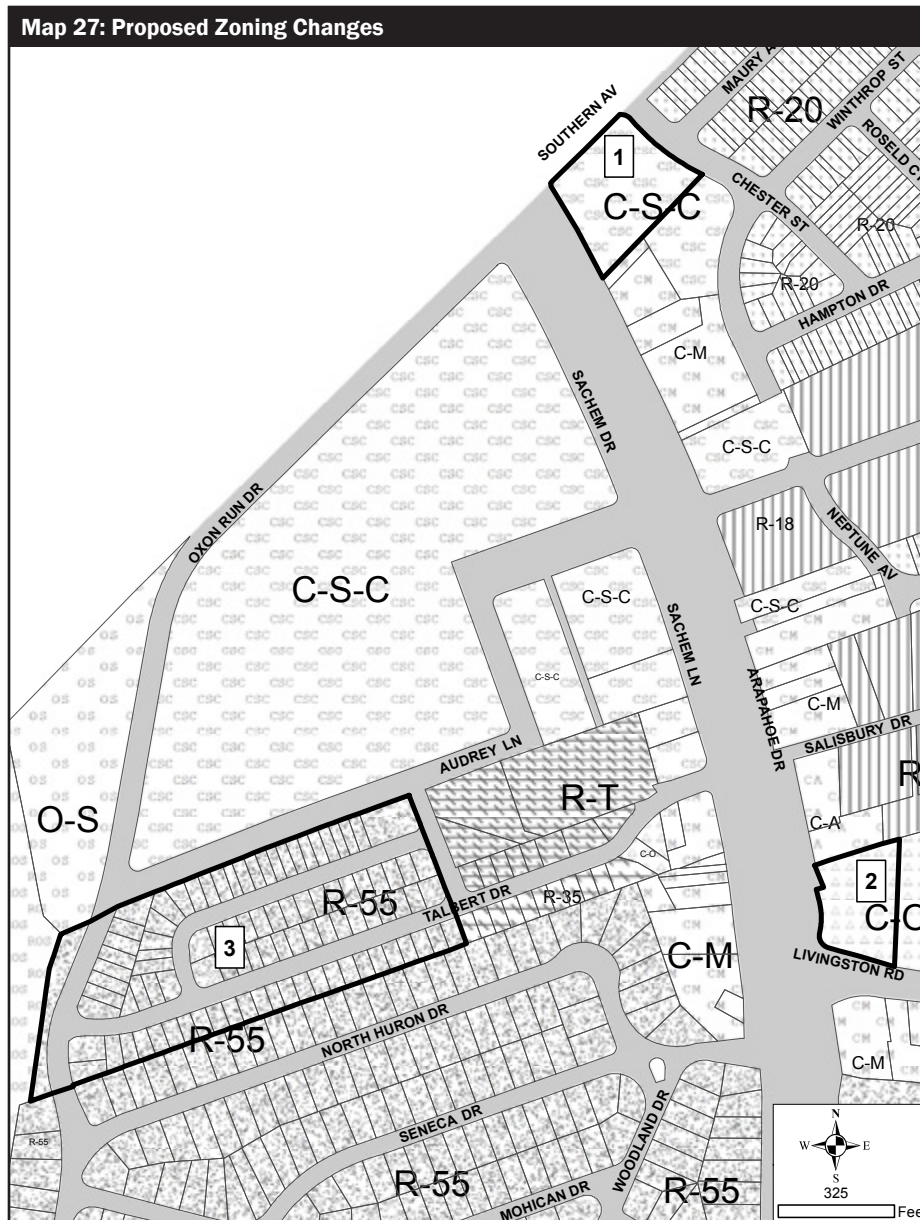 Map 27: Proposed Zoning Changes
SOUTHERN AV
MAURY A
WINTHROP ST
ROSELD CT
R-20
1
C-S-C
CHESTER ST
R-20
R-20
HAMPTON DR
C-M
SACHEM DR
C-S-C
OXON RUN DR
R-18
NEPTUNE AV
C-S-C
C-S-C
C-S-C
C-S-C
SACHEM LN
ARAPAHOE DR
C-M
SALISBURY DR
R
AUDREY LN
R-T
O-S
C-A
C-O
2
C-C
R-55
TALBERT DR
R-35
3
C-M
LIVINGSTON RD
R-55
NORTH HURON DR
C-M
SENECA DR
R-55
WOODLAND DR
R-55
R-55
MOHICAN DR
N
W E
S
325
Fee